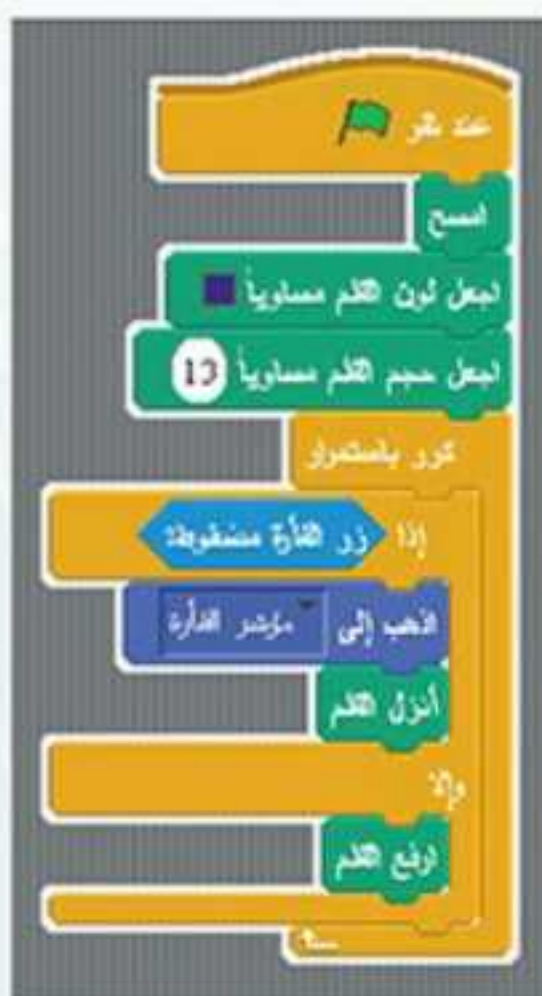 عند نقر
امسح
اجعل لون القلم مساوياً
اجعل حجم القلم مساوياً 13
كرر باستمرار
إذا زر الفأرة مضغوطة
اذهب إلى مؤشر الفأرة
أنزل القلم
وإلا
ارفع القلم